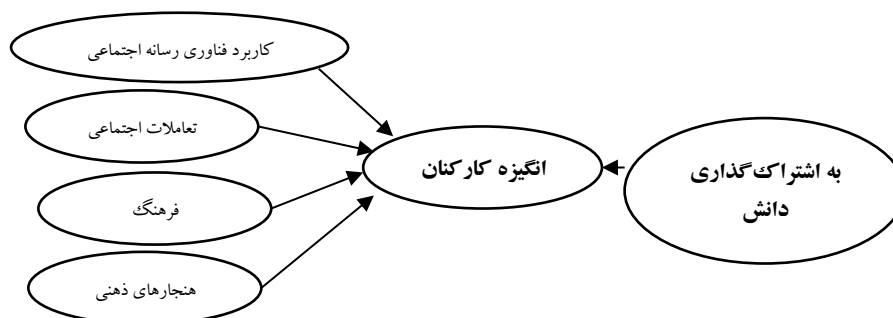 کاربرد فناوری رسانه اجتماعی
تعاملات اجتماعی
انگیزه کارکنان
به اشتراک‌گذاری
دانش
فرهنگ
هنجارهای ذهنی